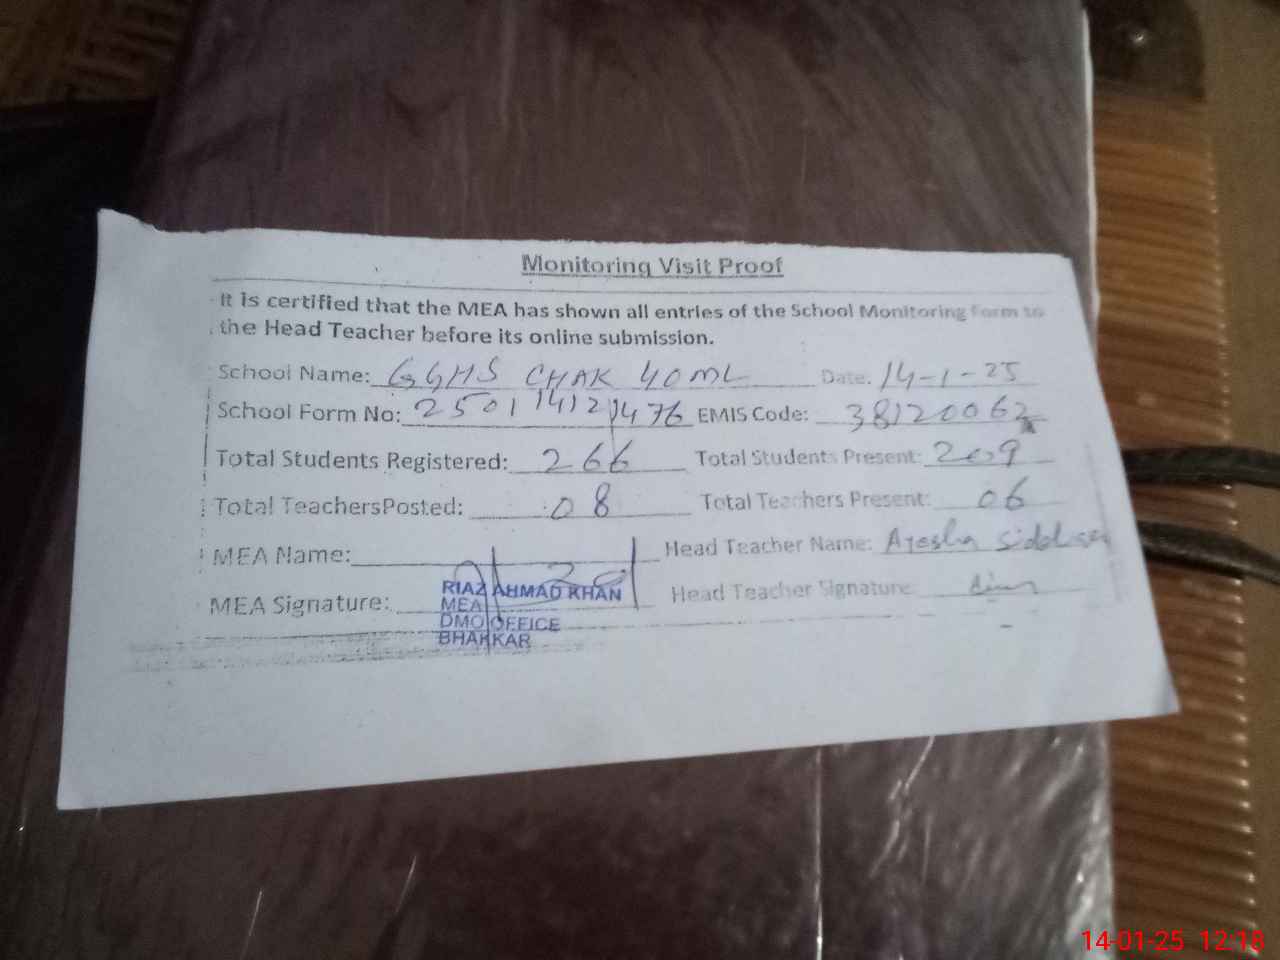 Monitoring Visit Proof
It is certified that the MEA has shown all entries of the School Monitoring Form to
the Head Teacher before its online submission.
School Name: GGHS CHAK 40 ML Date: 14-1-25
School Form No: 2501141211476 EMIS Code: 38120062
Total Students Registered: 266 Total Students Present: 209
Total TeachersPosted: 08 Total Teachers Present: 06
MEA Name: Head Teacher Name: Ayesha
MEA Signature: Head Teacher Signature:
RIAZ AHMAD KHAN
MEA
DMO OFFICE
BHAKKAR
14-01-25 12:18